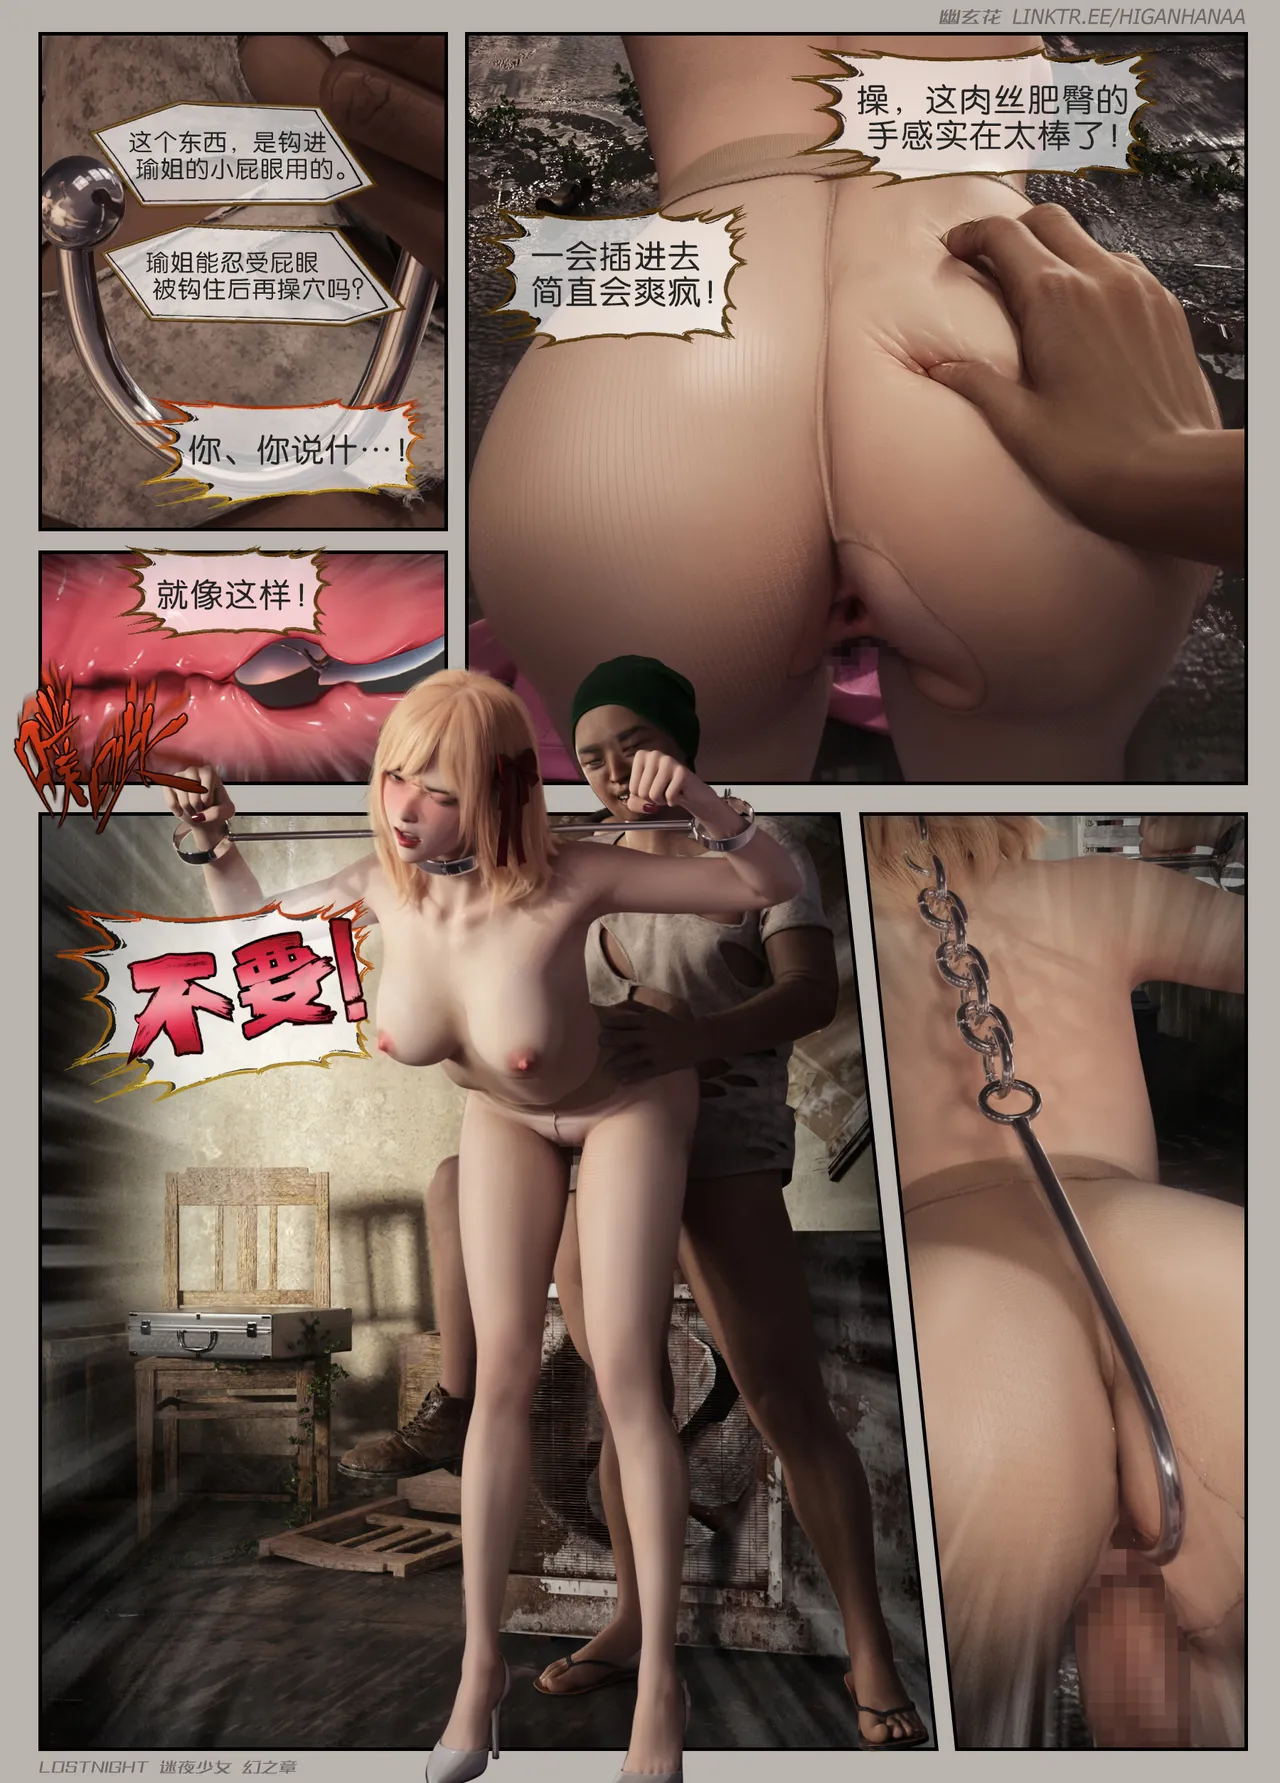 幽玄花 LINKTR.EE/HIGANHANAA
这个东西，是钩进
瑜姐的小屁眼用的。
瑜姐能忍受屁眼
被钩住后再操穴吗？
你、你说什…！
操，这肉丝肥臀的
手感实在太棒了！
一会插进去
简直会爽疯！
就像这样！
噗呲
不要！
LOSTNIGHT 迷夜少女 幻之章